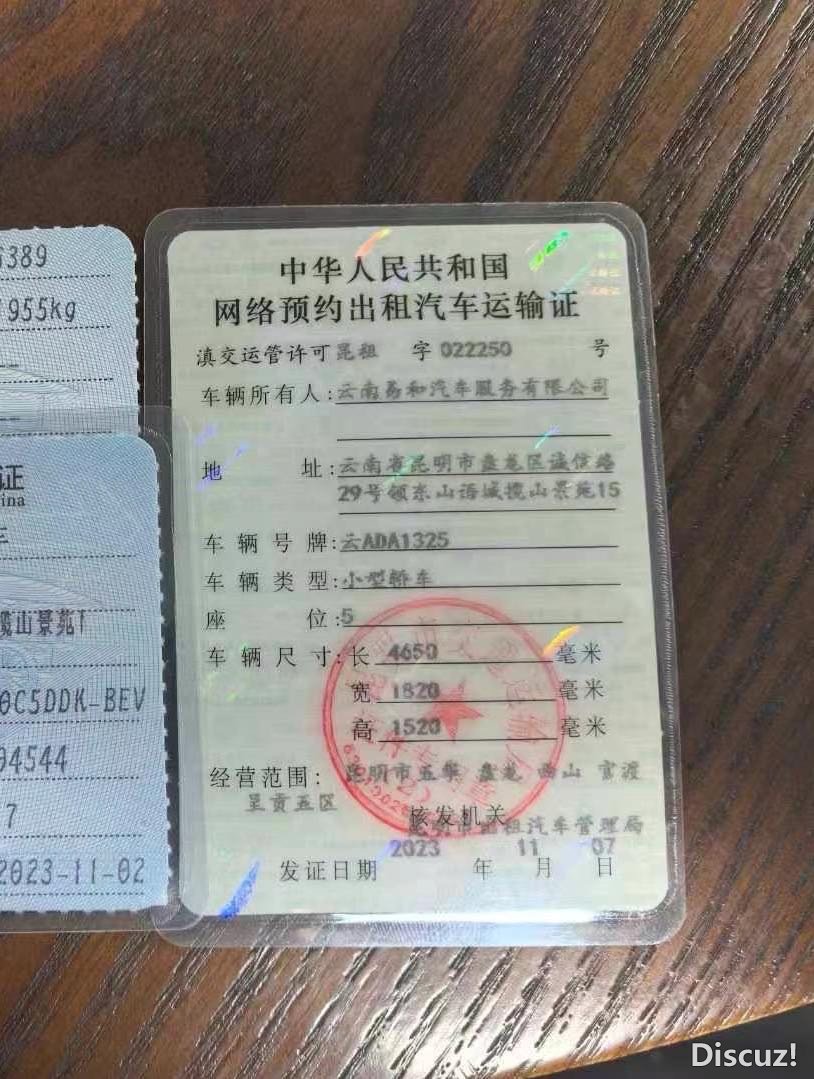 1389
1955kg
证
ina
车
揽山景苑1
0C5DDK-BEV
94544
7
2023-11-02
中华人民共和国
网络预约出租汽车运输证
滇交运管许可昆租 字 022250 号
车辆所有人:云南易和汽车服务有限公司
地 址:云南省昆明市盘龙区诚信路
29号领东山语城揽山景苑15
车辆号牌:云ADA1325
车辆类型:小型轿车
座 位:5
车辆尺寸:长 4650 毫米
宽 1820 毫米
高 1520 毫米
经营范围: 昆明市五华 盘龙 西山 官渡
呈贡五区
核发机关
昆明市出租汽车管理局
2023 11 07
发证日期 年 月 日
Discuz!